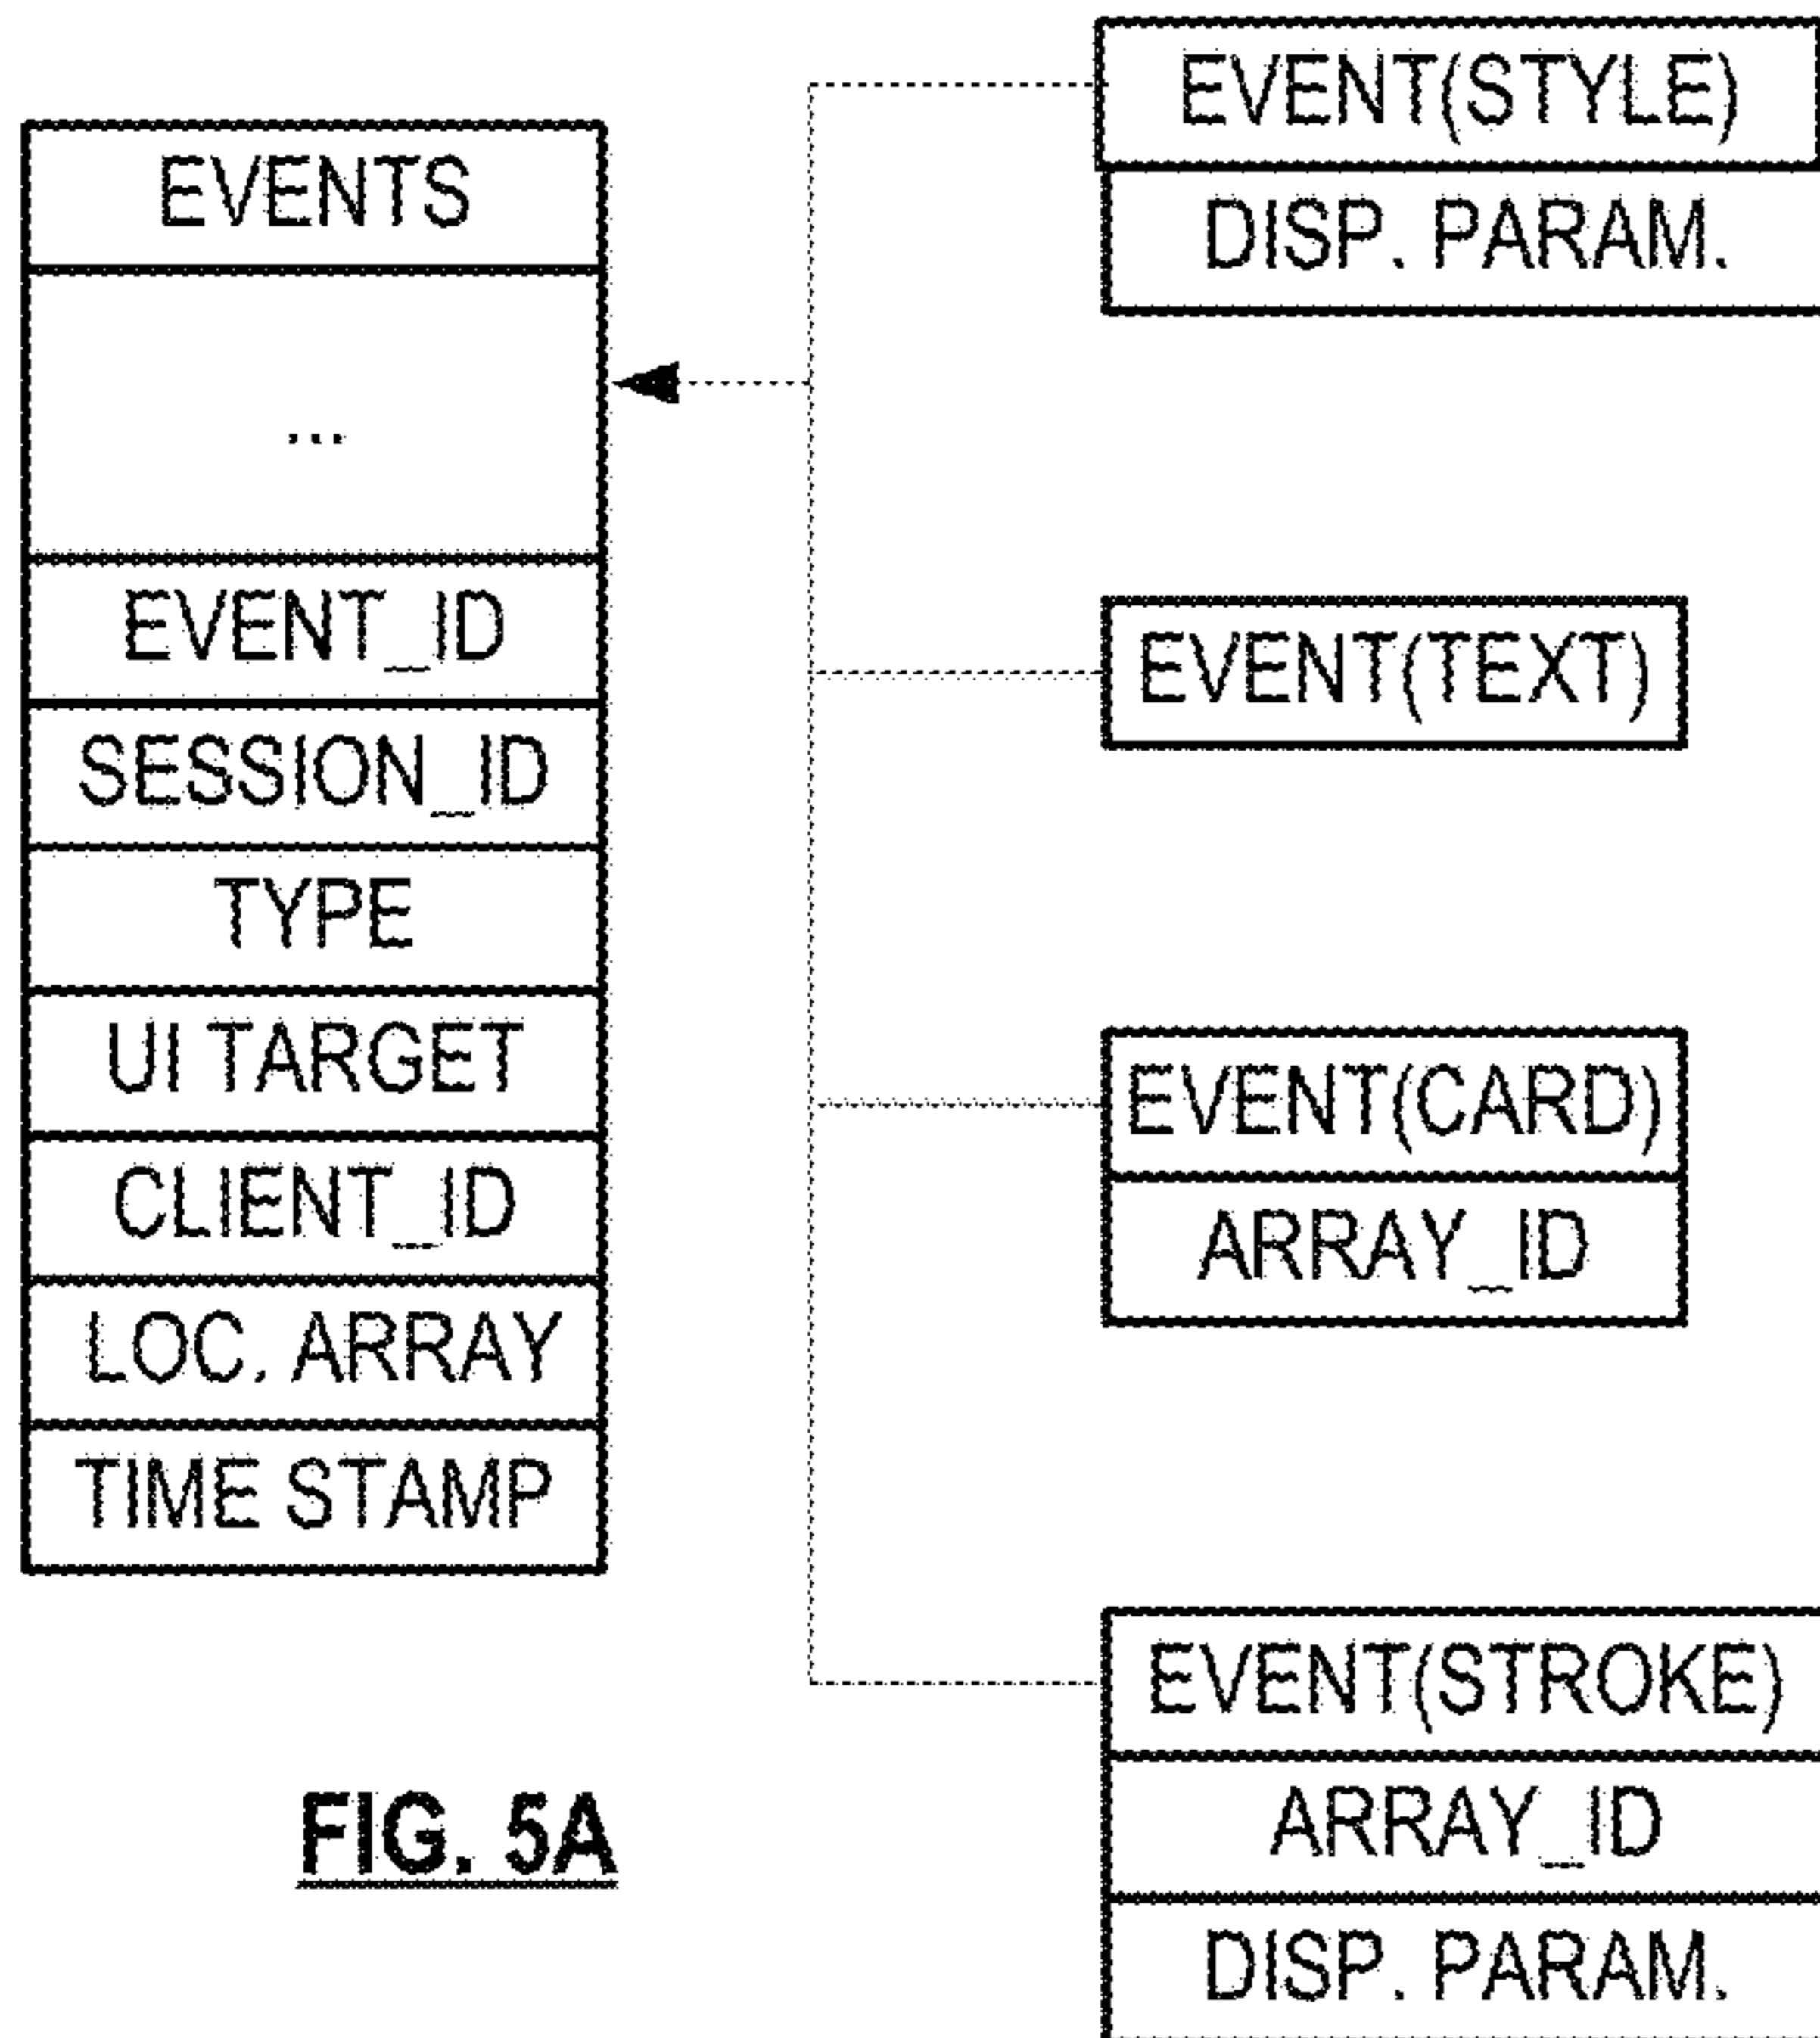 EVENTS
...
EVENT_ID
SESSION_ID
TYPE
UI TARGET
CLIENT_ID
LOC. ARRAY
TIME STAMP
EVENT(STYLE)
DISP. PARAM.
EVENT(TEXT)
EVENT(CARD)
ARRAY_ID
EVENT(STROKE)
ARRAY_ID
DISP. PARAM.
FIG. 5A